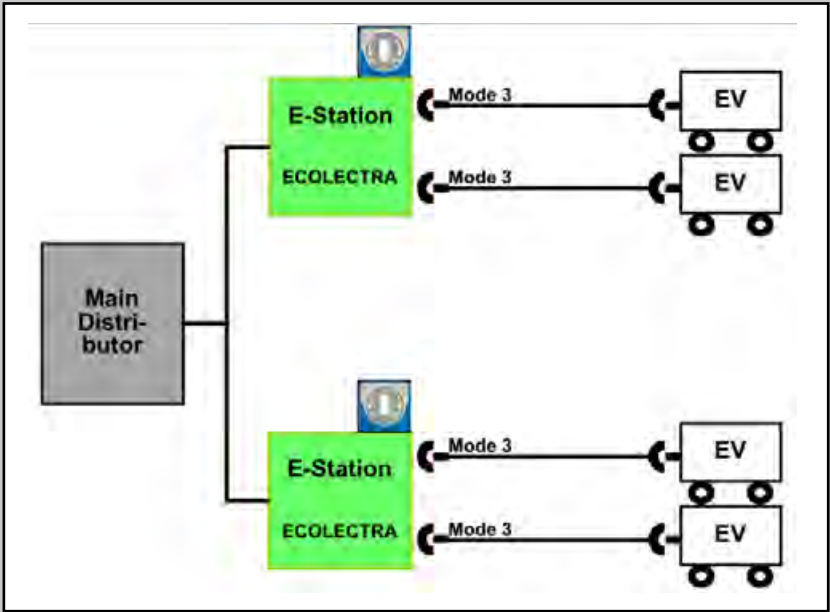 E-Station
ECOLECTRA
Mode 3
EV
Mode 3
EV
Main
Distri-
butor
E-Station
ECOLECTRA
Mode 3
EV
Mode 3
EV